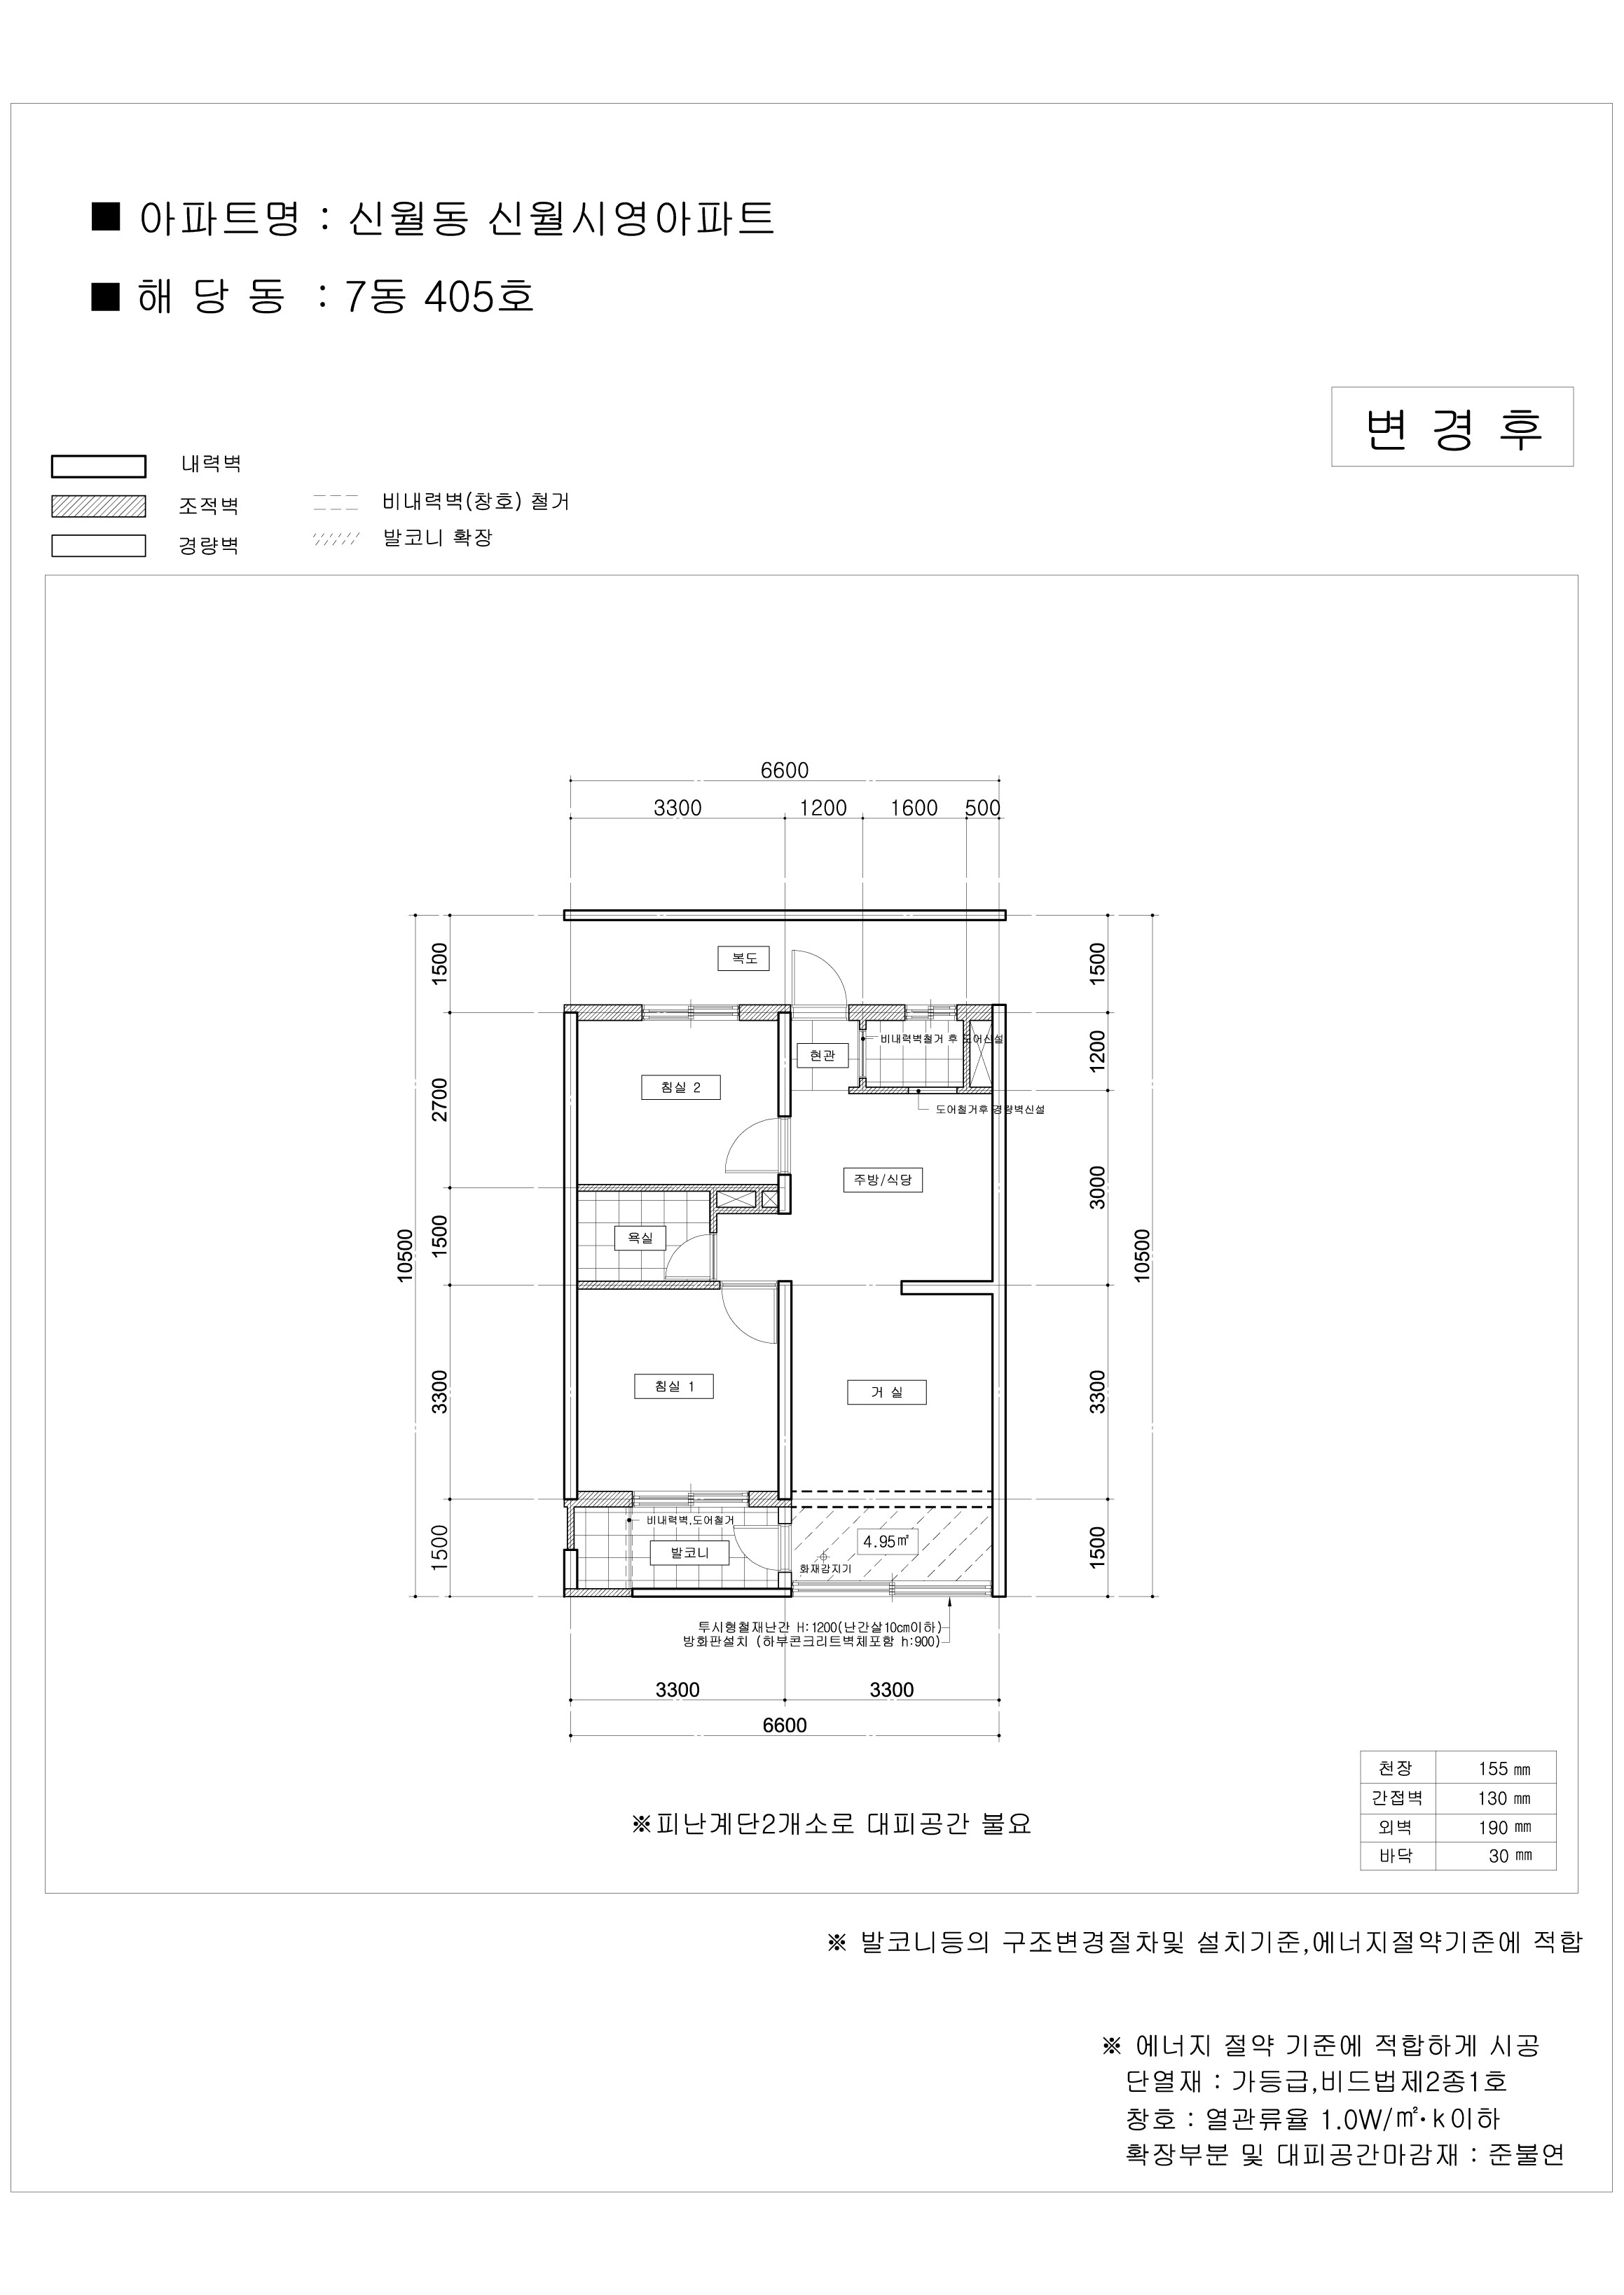 ■ 아파트명 : 신월동 신월시영아파트
■ 해 당 동 : 7동 405호
변 경 후
내력벽
조적벽
경량벽
비내력벽(창호) 철거
발코니 확장
6600
3300 1200 1600 500
1500
2700
1500
3300
1500
10500
1500
1200
3000
3300
1500
10500
복도
현관
비내력벽철거 후 도어신설
침실 2
도어철거후 경량벽신설
주방/식당
욕실
침실 1
거 실
비내력벽,도어철거
발코니
4.95㎡
화재감지기
투시형철재난간 H:1200(난간살10cm이하)
방화판설치 (하부콘크리트벽체포함 h:900)
3300 3300
6600
※피난계단2개소로 대피공간 불요
천장 155 ㎜
간접벽 130 ㎜
외벽 190 ㎜
바닥 30 ㎜
※ 발코니등의 구조변경절차및 설치기준,에너지절약기준에 적합
※ 에너지 절약 기준에 적합하게 시공
단열재 : 가등급,비드법제2종1호
창호 : 열관류율 1.0W/㎡·k이하
확장부분 및 대피공간마감재 : 준불연